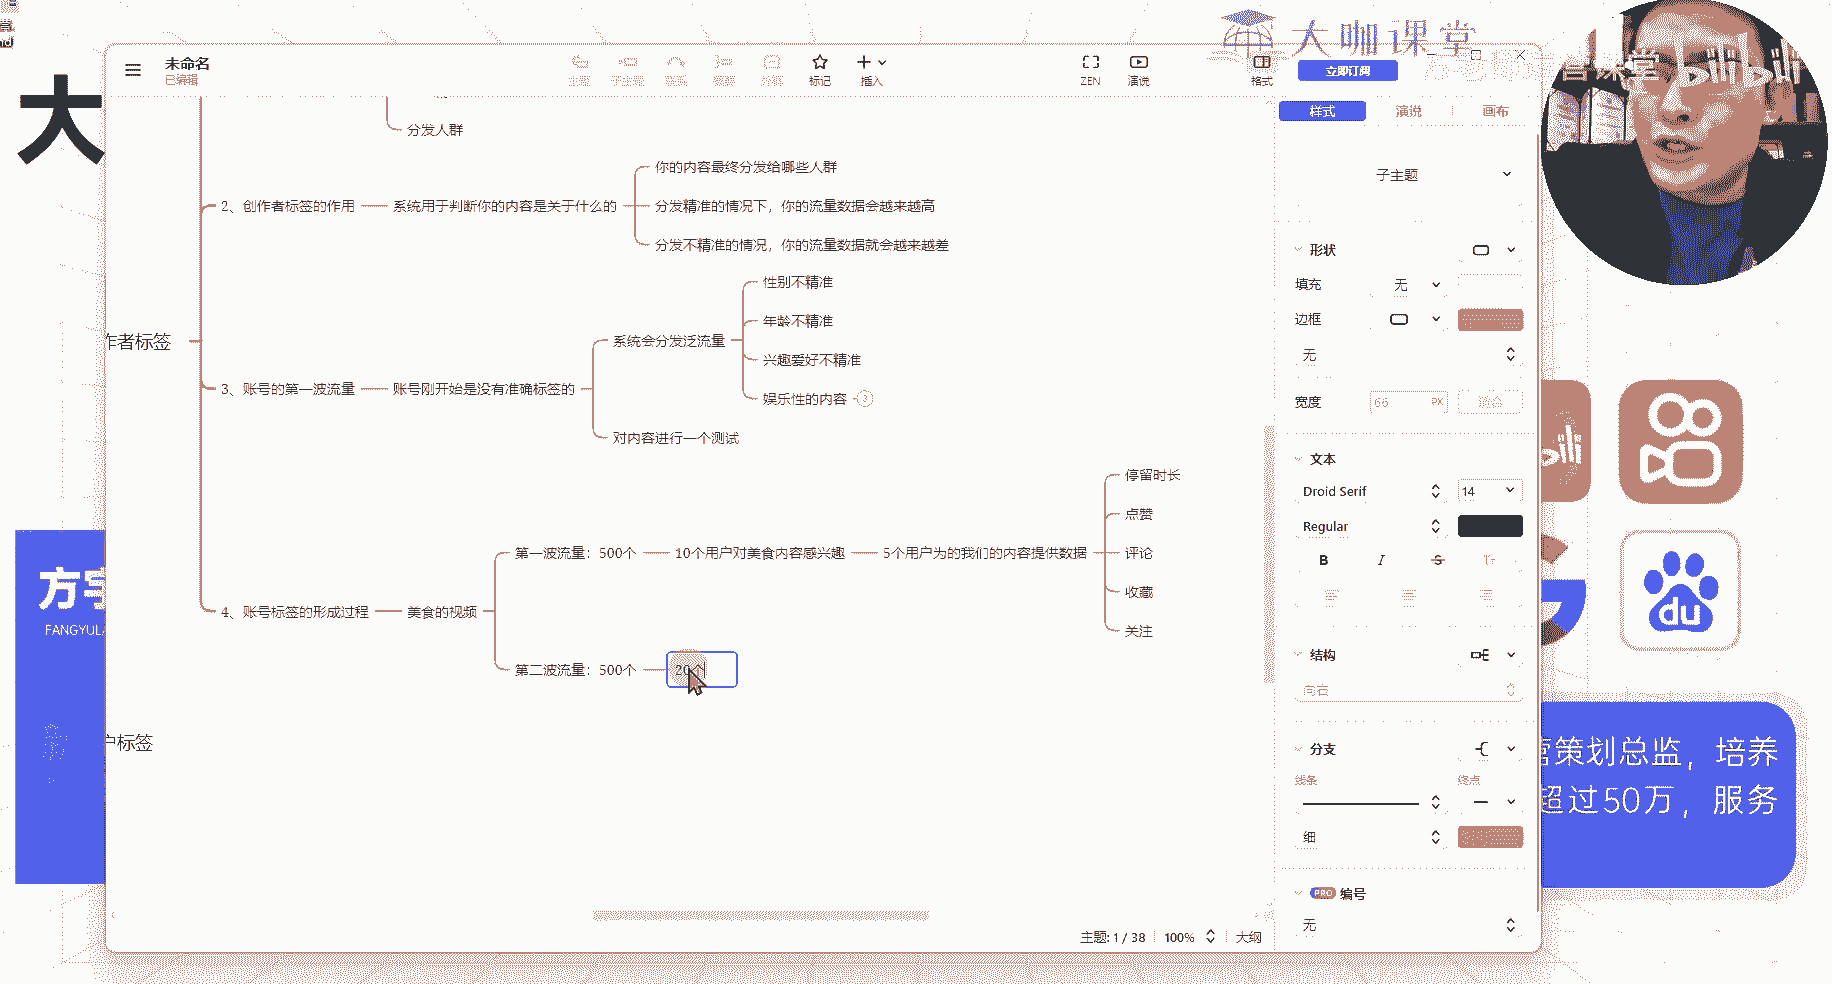 大咖课堂
大
未命名
已编辑
主题
子主题
联系
概要
外框
标记
插入
ZEN
演说
格式
立即订阅
课堂 bilibili
样式
演说
画布
分发人群
你的内容最终分发给哪些人群
2、创作者标签的作用
系统用于判断你的内容是关于什么的
分发精准的情况下，你的流量数据会越来越高
分发不精准的情况，你的流量数据就会越来越差
性别不精准
年龄不精准
作者标签
系统会分发泛流量
兴趣爱好不精准
3、账号的第一波流量
账号刚开始是没有准确标签的
娱乐性的内容
对内容进行一个测试
停留时长
点赞
第一波流量：500个
10个用户对美食内容感兴趣
5个用户为的我们的内容提供数据
评论
收藏
4、账号标签的形成过程
美食的视频
关注
第二波流量：500个
20个
户标签
子主题
形状
填充
无
边框
无
宽度
66
PX
文本
Droid Serif
14
Regular
B
I
S
结构
向右
分支
线条
终点
细
PRO
编号
无
主题: 1 / 38
100%
大纲
方宇
FANGYUL
du
营策划总监，培养
超过50万，服务